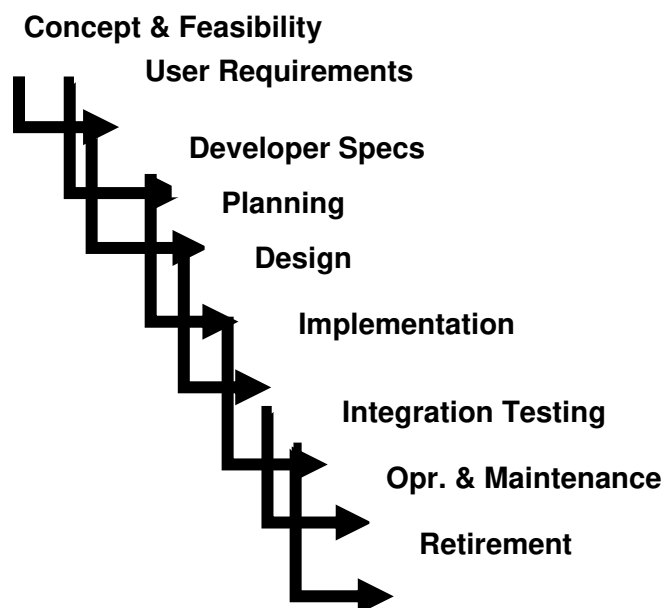 Concept & Feasibility
User Requirements
Developer Specs
Planning
Design
Implementation
Integration Testing
Opr. & Maintenance
Retirement